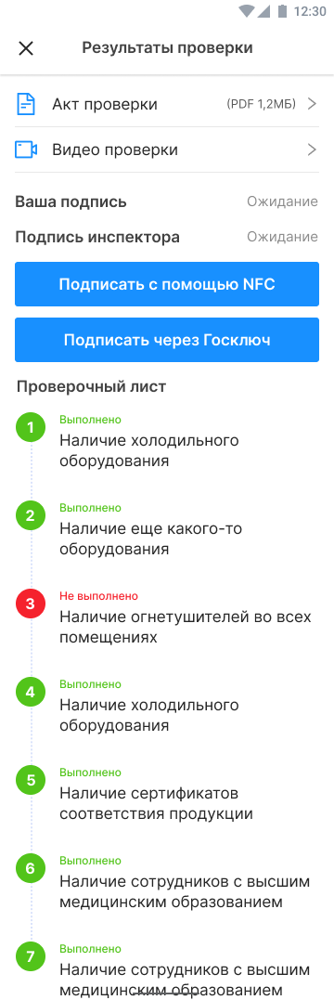 12:30
Результаты проверки
Акт проверки (PDF 1,2МБ)
Видео проверки
Ваша подпись Ожидание
Подпись инспектора Ожидание
Подписать с помощью NFC
Подписать через Госключ
Проверочный лист
1 Выполнено
Наличие холодильного
оборудования
2 Выполнено
Наличие еще какого-то
оборудования
3 Не выполнено
Наличие огнетушителей во всех
помещениях
4 Выполнено
Наличие холодильного
оборудования
5 Выполнено
Наличие сертификатов
соответствия продукции
6 Выполнено
Наличие сотрудников с высшим
медицинским образованием
7 Выполнено
Наличие сотрудников с высшим
медицинским образованием